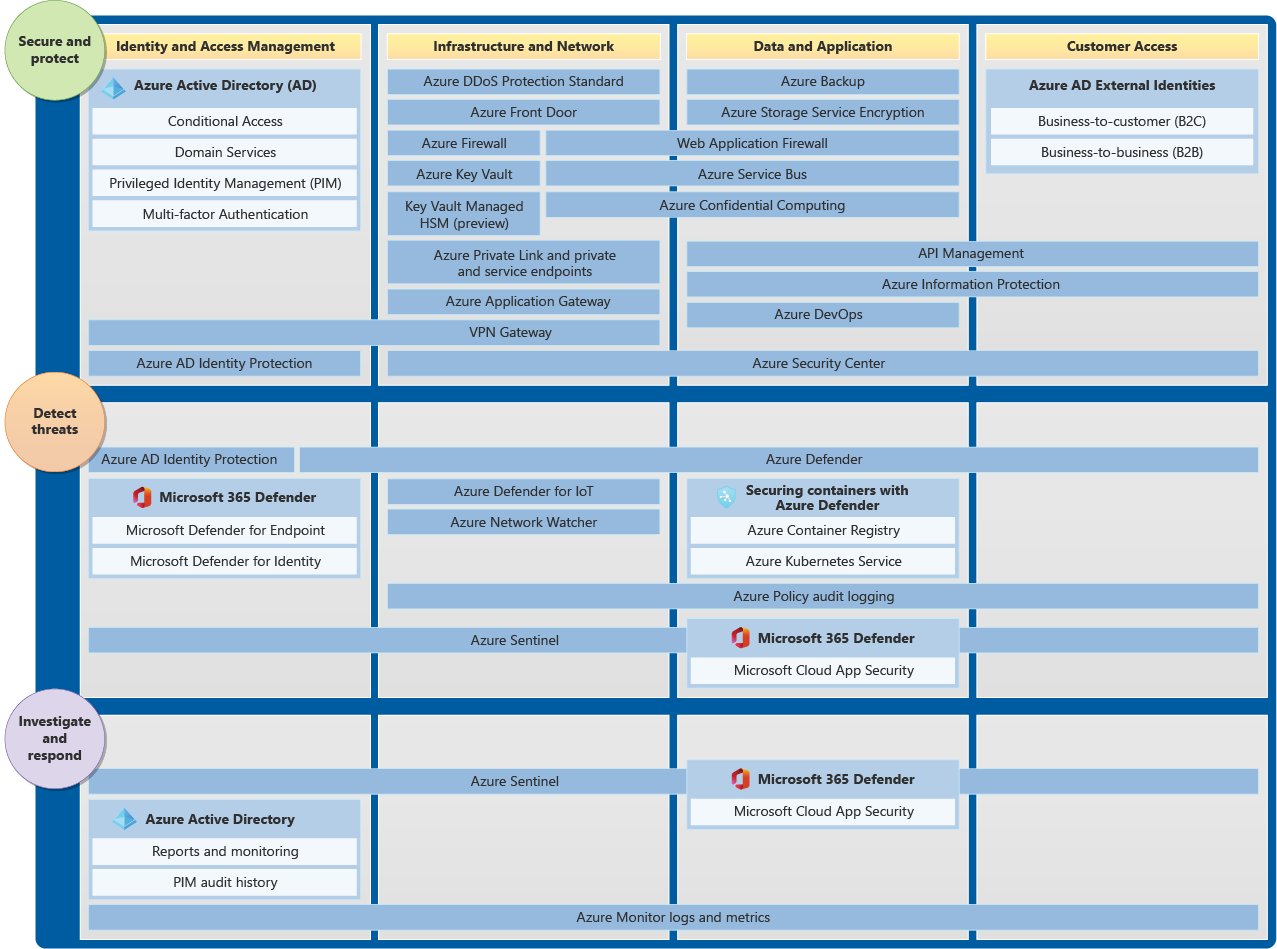 Secure and
protect
Identity and Access Management
Infrastructure and Network
Data and Application
Customer Access
Azure Active Directory (AD)
Conditional Access
Domain Services
Privileged Identity Management (PIM)
Multi-factor Authentication
Azure DDoS Protection Standard
Azure Front Door
Azure Firewall
Azure Key Vault
Key Vault Managed
HSM (preview)
Azure Private Link and private
and service endpoints
Azure Application Gateway
VPN Gateway
Azure Backup
Azure Storage Service Encryption
Web Application Firewall
Azure Service Bus
Azure Confidential Computing
API Management
Azure Information Protection
Azure DevOps
Azure AD External Identities
Business-to-customer (B2C)
Business-to-business (B2B)
Azure AD Identity Protection
Azure Security Center
Detect
threats
Azure AD Identity Protection
Azure Defender
Microsoft 365 Defender
Microsoft Defender for Endpoint
Microsoft Defender for Identity
Azure Defender for IoT
Azure Network Watcher
Securing containers with
Azure Defender
Azure Container Registry
Azure Kubernetes Service
Azure Policy audit logging
Azure Sentinel
Microsoft 365 Defender
Microsoft Cloud App Security
Investigate
and
respond
Azure Sentinel
Microsoft 365 Defender
Microsoft Cloud App Security
Azure Active Directory
Reports and monitoring
PIM audit history
Azure Monitor logs and metrics